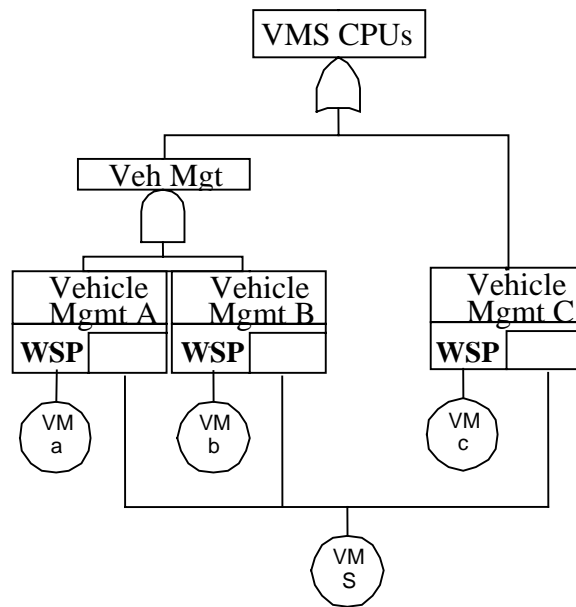 VMS CPUs
Veh Mgt
Vehicle
Mgmt A
Vehicle
Mgmt B
Vehicle
Mgmt C
WSP
WSP
WSP
VM
a
VM
b
VM
c
VM
S